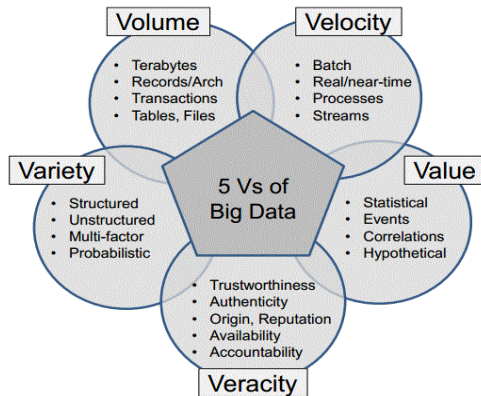 Volume
• Terabytes
• Records/Arch
• Transactions
• Tables, Files
Velocity
• Batch
• Real/near-time
• Processes
• Streams
Variety
• Structured
• Unstructured
• Multi-factor
• Probabilistic
5 Vs of
Big Data
Value
• Statistical
• Events
• Correlations
• Hypothetical
• Trustworthiness
• Authenticity
• Origin, Reputation
• Availability
• Accountability
Veracity